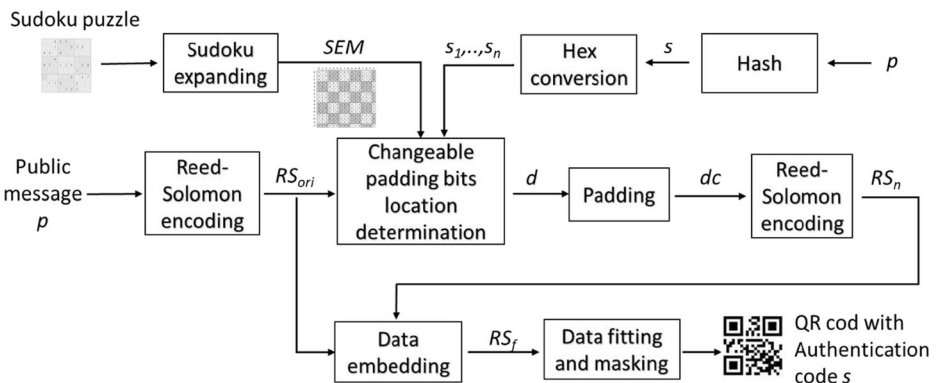 Sudoku puzzle
Sudoku
expanding
SEM
s1,..,sn
Hex
conversion
s
Hash
p
Public
message
p
Reed-
Solomon
encoding
RSori
Changeable
padding bits
location
determination
d
Padding
dc
Reed-
Solomon
encoding
RSn
Data
embedding
RSf
Data fitting
and masking
QR cod with
Authentication
code s